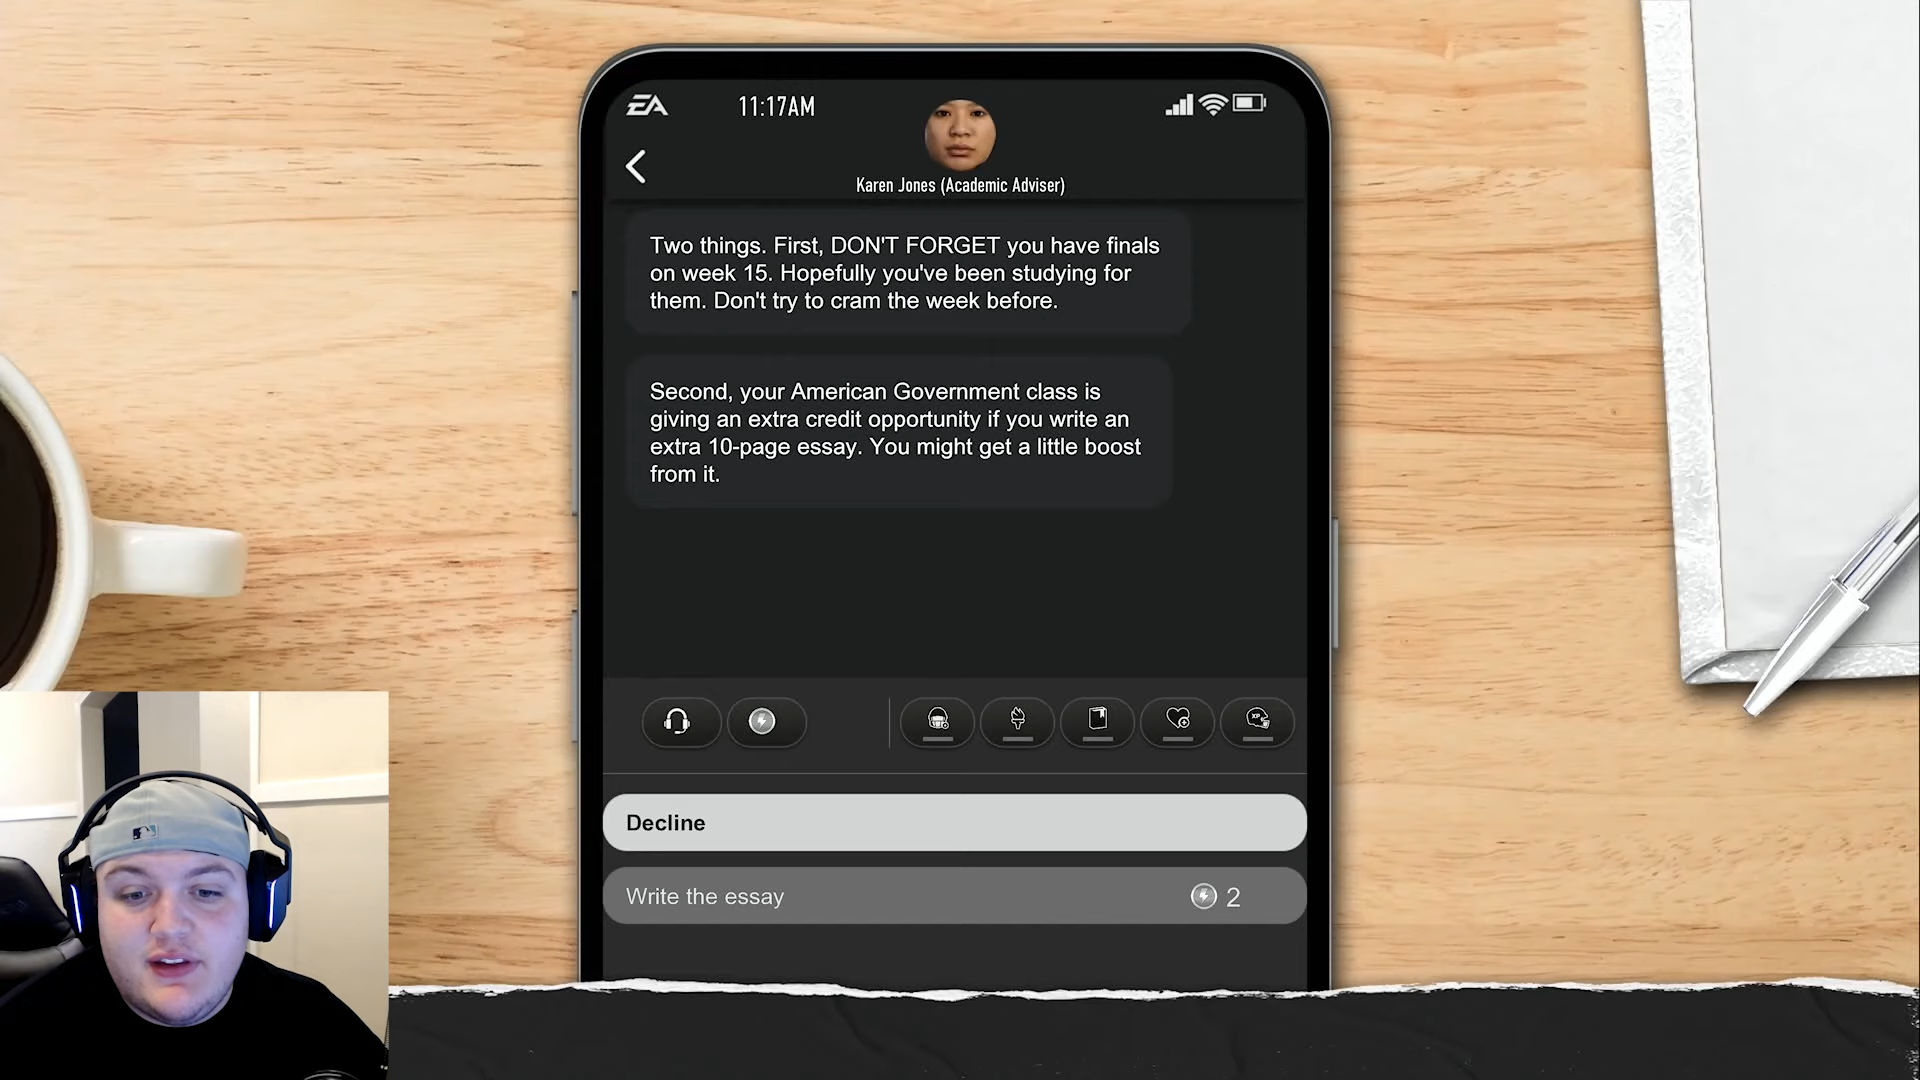 EA
11:17AM
Karen Jones (Academic Adviser)
Two things. First, DON'T FORGET you have finals
on week 15. Hopefully you've been studying for
them. Don't try to cram the week before.
Second, your American Government class is
giving an extra credit opportunity if you write an
extra 10-page essay. You might get a little boost
from it.
XP
Decline
Write the essay 2